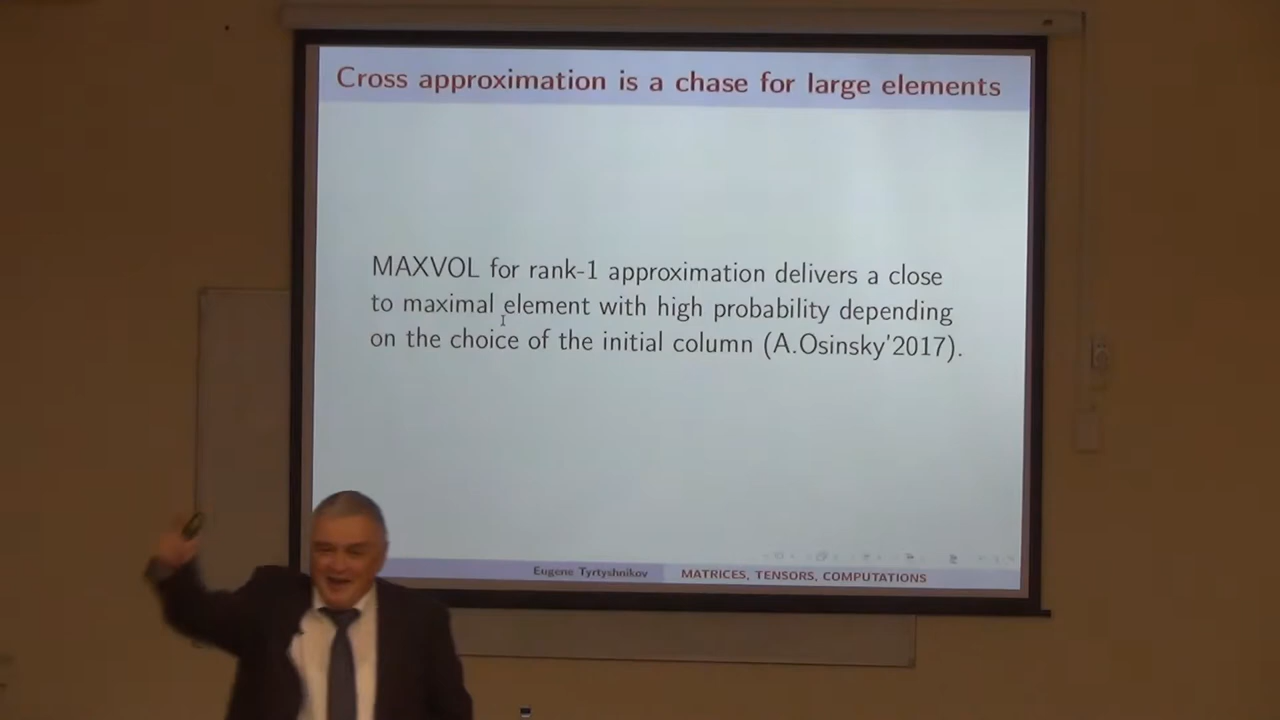 Cross approximation is a chase for large elements
MAXVOL for rank-1 approximation delivers a close
to maximal element with high probability depending
on the choice of the initial column (A.Osinsky'2017).
Eugene Tyrtyshnikov MATRICES, TENSORS, COMPUTATIONS